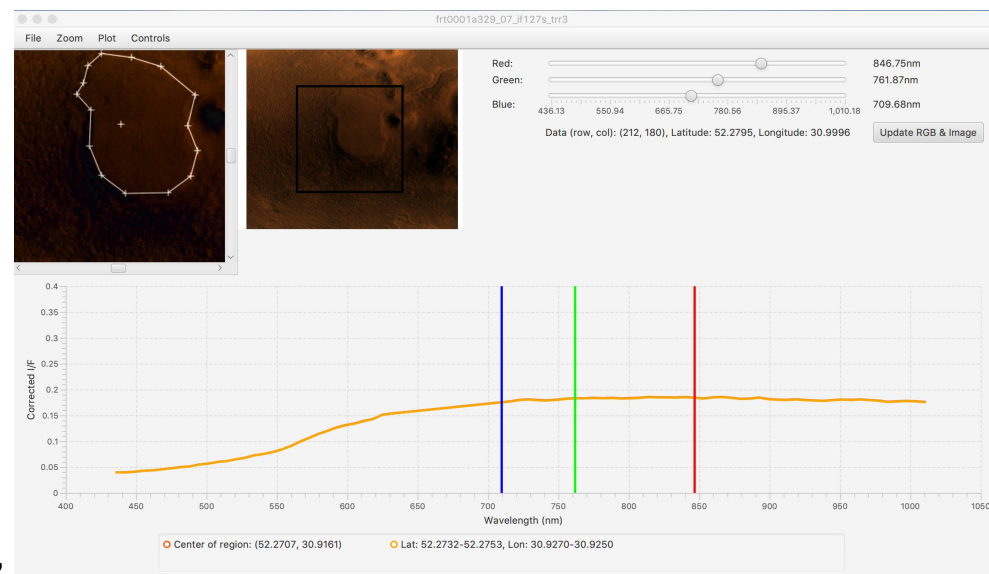 frt0001a329_07_if127s_trr3
File Zoom Plot Controls
Red: 846.75nm
Green: 761.87nm
Blue: 709.68nm
436.13 550.94 665.75 780.56 895.37 1,010.18
Data (row, col): (212, 180), Latitude: 52.2795, Longitude: 30.9996 Update RGB & Image
0.4
0.35
0.3
0.25
0.2
0.15
0.1
0.05
0
Corrected I/F
400 450 500 550 600 650 700 750 800 850 900 950 1000 1050
Wavelength (nm)
Center of region: (52.2707, 30.9161) Lat: 52.2732-52.2753, Lon: 30.9270-30.9250